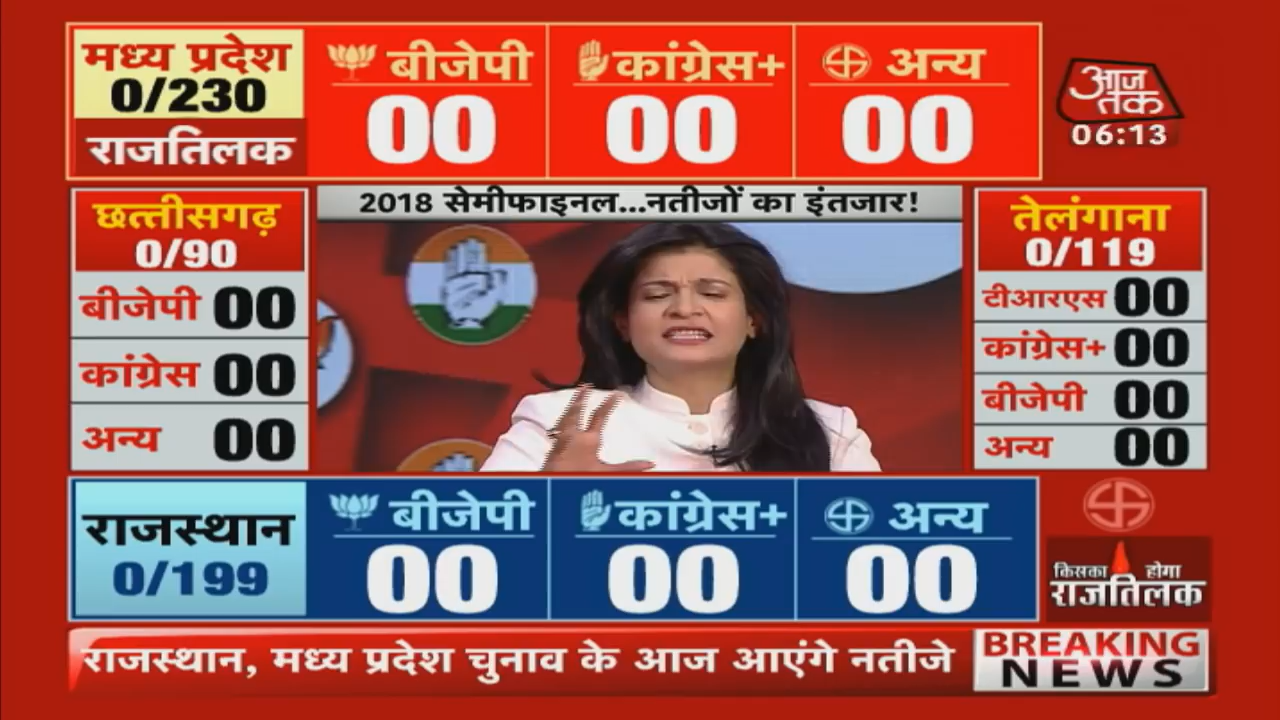 मध्य प्रदेश
0/230
राजतिलक
बीजेपी
00
कांग्रेस+
00
अन्य
00
आज
तक
06:13
छत्तीसगढ़
0/90
बीजेपी 00
कांग्रेस 00
अन्य 00
2018 सेमीफाइनल...नतीजों का इंतजार!
तेलंगाना
0/119
टीआरएस 00
कांग्रेस+ 00
बीजेपी 00
अन्य 00
राजस्थान
0/199
बीजेपी
00
कांग्रेस+
00
अन्य
00
किसका होगा
राजतिलक
राजस्थान, मध्य प्रदेश चुनाव के आज आएंगे नतीजे
BREAKING
NEWS